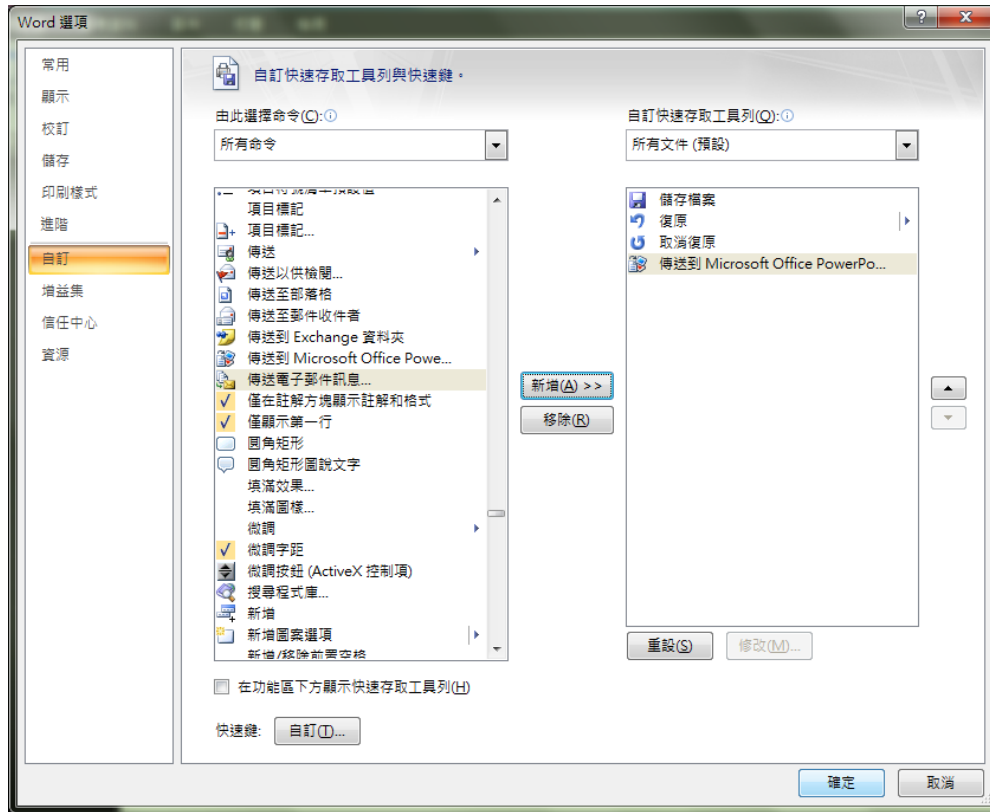 Word 選項
常用
顯示
校訂
儲存
印刷樣式
進階
自訂
增益集
信任中心
資源
自訂快速存取工具列與快速鍵。
由此選擇命令(C):
所有命令
項目標記
項目標記...
傳送
傳送以供檢閱...
傳送至部落格
傳送至郵件收件者
傳送到 Exchange 資料夾
傳送到 Microsoft Office Powe...
傳送電子郵件訊息...
僅在註解方塊顯示註解和格式
僅顯示第一行
圓角矩形
圓角矩形圖說文字
填滿效果...
填滿圖樣...
微調
微調字距
微調按鈕 (ActiveX 控制項)
搜尋程式庫...
新增
新增圖案選項
新增/移除前置空格
新增(A) >>
移除(R)
自訂快速存取工具列(Q):
所有文件 (預設)
儲存檔案
復原
取消復原
傳送到 Microsoft Office PowerPo...
重設(S)
修改(M)...
在功能區下方顯示快速存取工具列(H)
快速鍵:
自訂(T)...
確定
取消